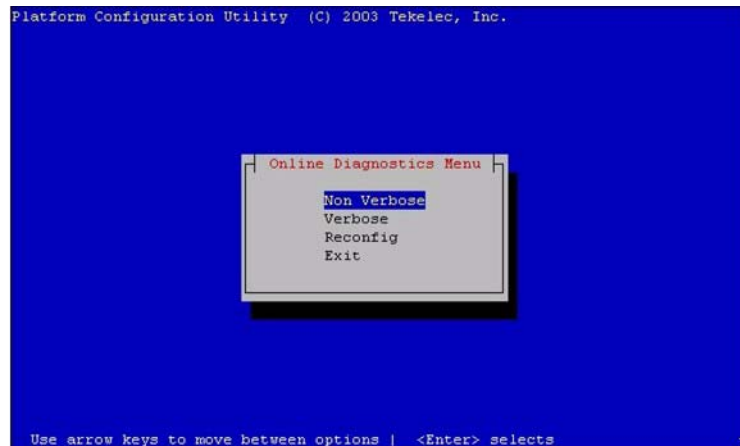 Platform Configuration Utility (C) 2003 Tekelec, Inc.
Online Diagnostics Menu
Non Verbose
Verbose
Reconfig
Exit
Use arrow keys to move between options | <Enter> selects